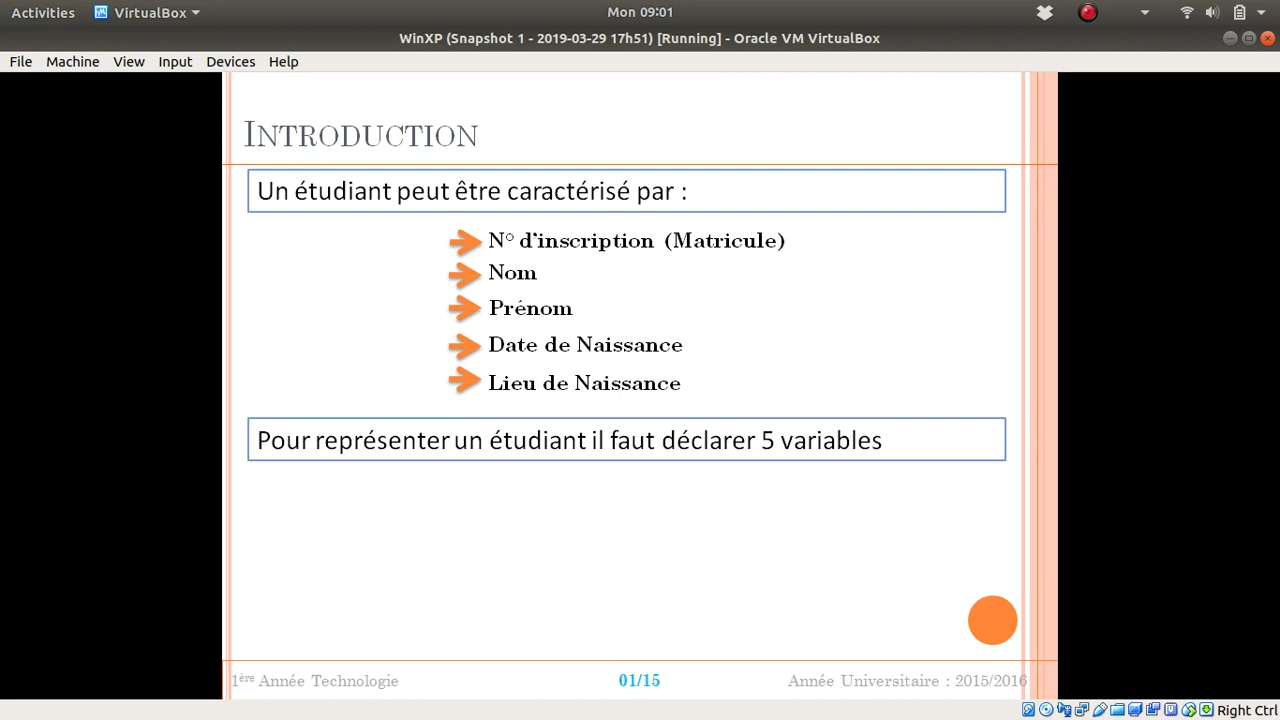 Activities VirtualBox Mon 09:01
WinXP (Snapshot 1 - 2019-03-29 17h51) [Running] - Oracle VM VirtualBox
File Machine View Input Devices Help
INTRODUCTION
Un étudiant peut être caractérisé par :
N° d'inscription (Matricule)
Nom
Prénom
Date de Naissance
Lieu de Naissance
Pour représenter un étudiant il faut déclarer 5 variables
1ère Année Technologie 01/15 Année Universitaire : 2015/2016
Right Ctrl